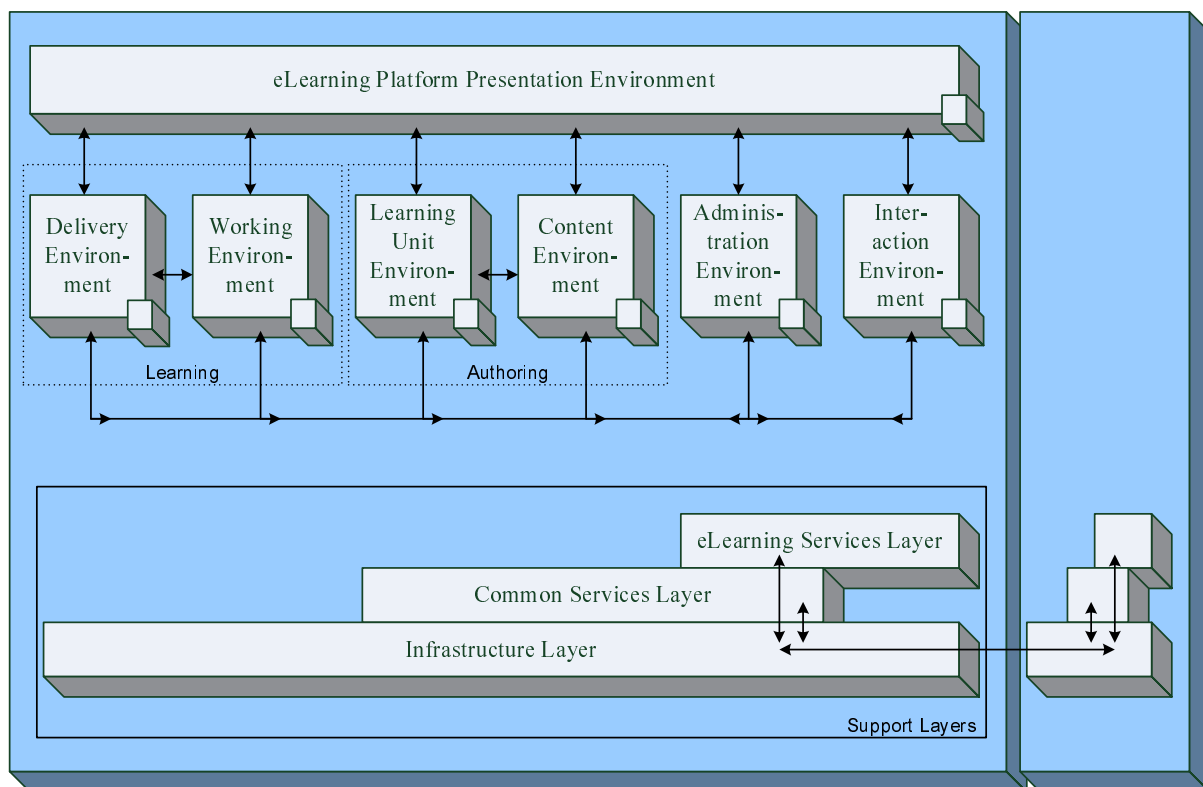 eLearning Platform Presentation Environment
Delivery
Environ-
ment
Working
Environ-
ment
Learning
Unit
Environ-
ment
Content
Environ-
ment
Adminis-
tration
Environ-
ment
Inter-
action
Environ-
ment
Learning
Authoring
eLearning Services Layer
Common Services Layer
Infrastructure Layer
Support Layers